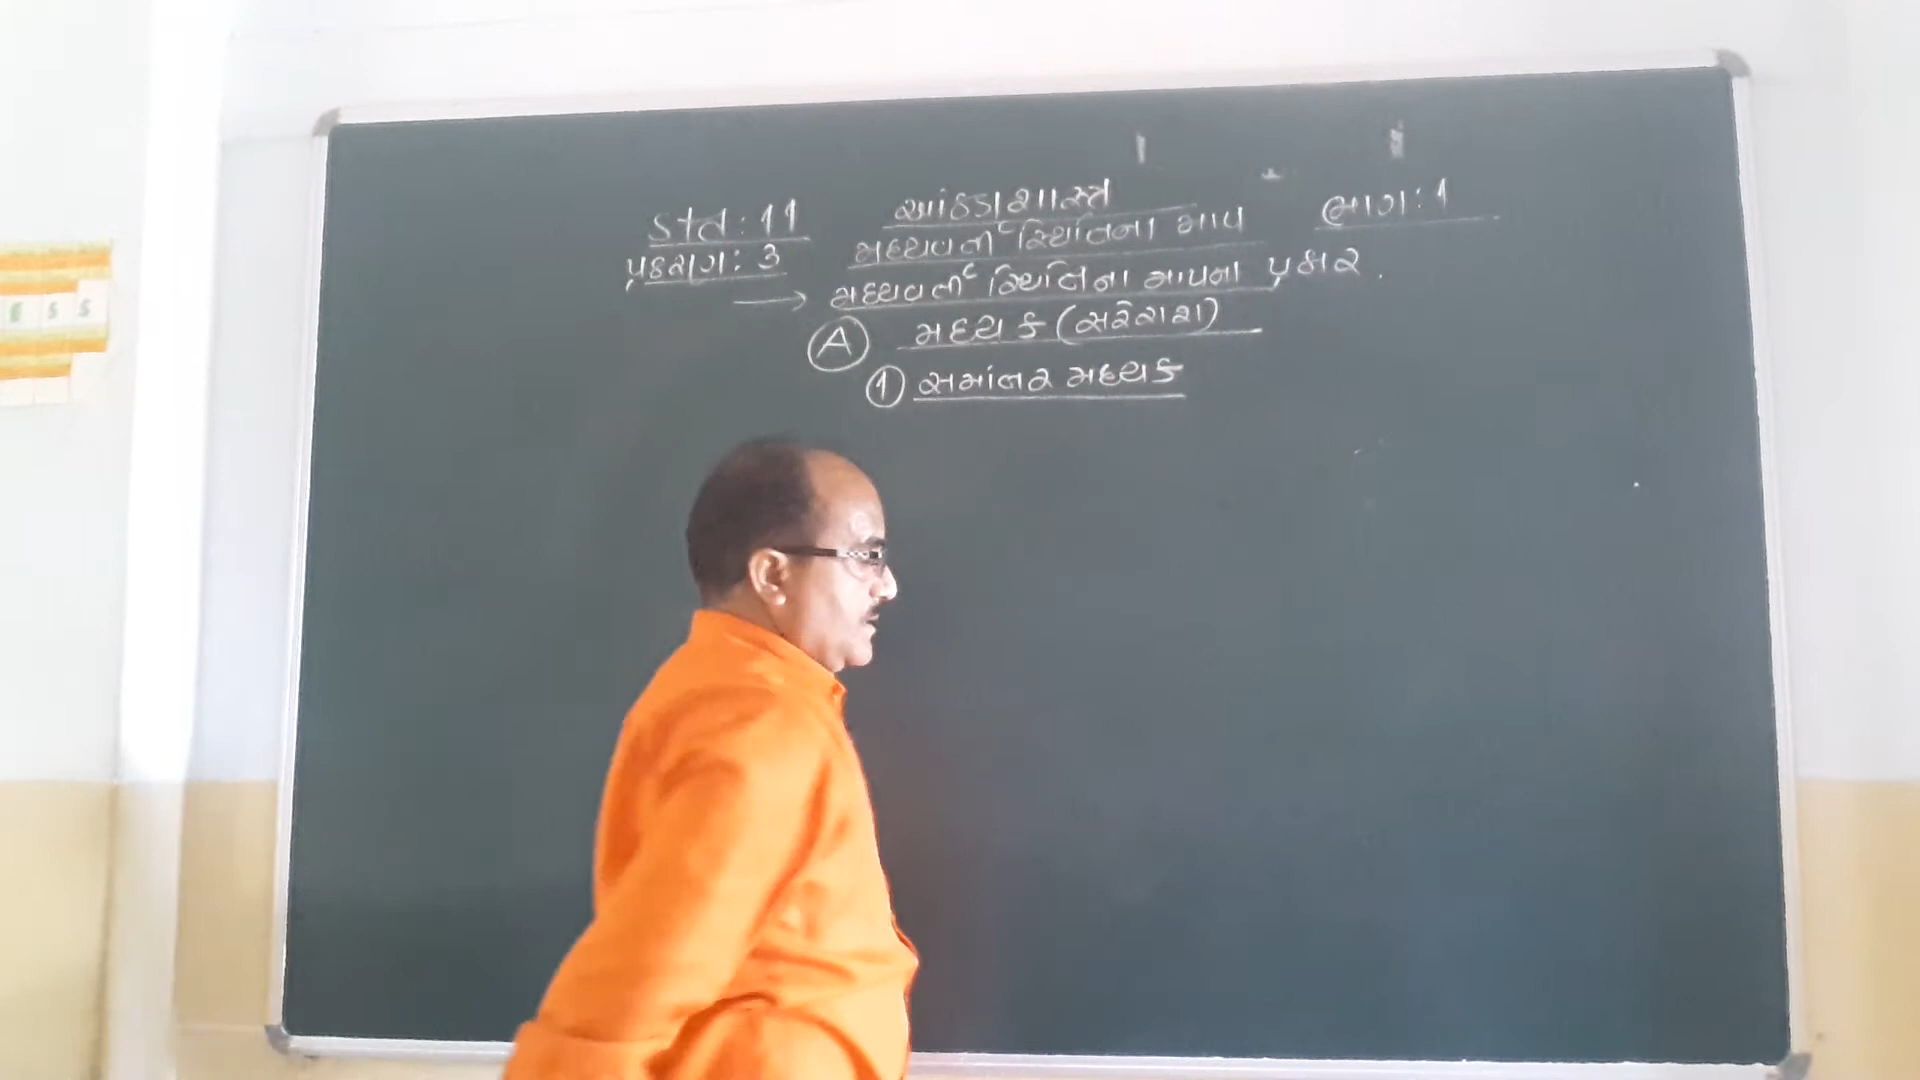 ધોરણ: 11 આંકડાશાસ્ત્ર ભાગ: 1
પ્રકરણ: 3 મધ્યવર્તી સ્થિતિના માપ
→ મધ્યવર્તી સ્થિતિના માપના પ્રકાર.
A મધ્યક (સરેરાશ)
1 સમાંતર મધ્યક
E S S